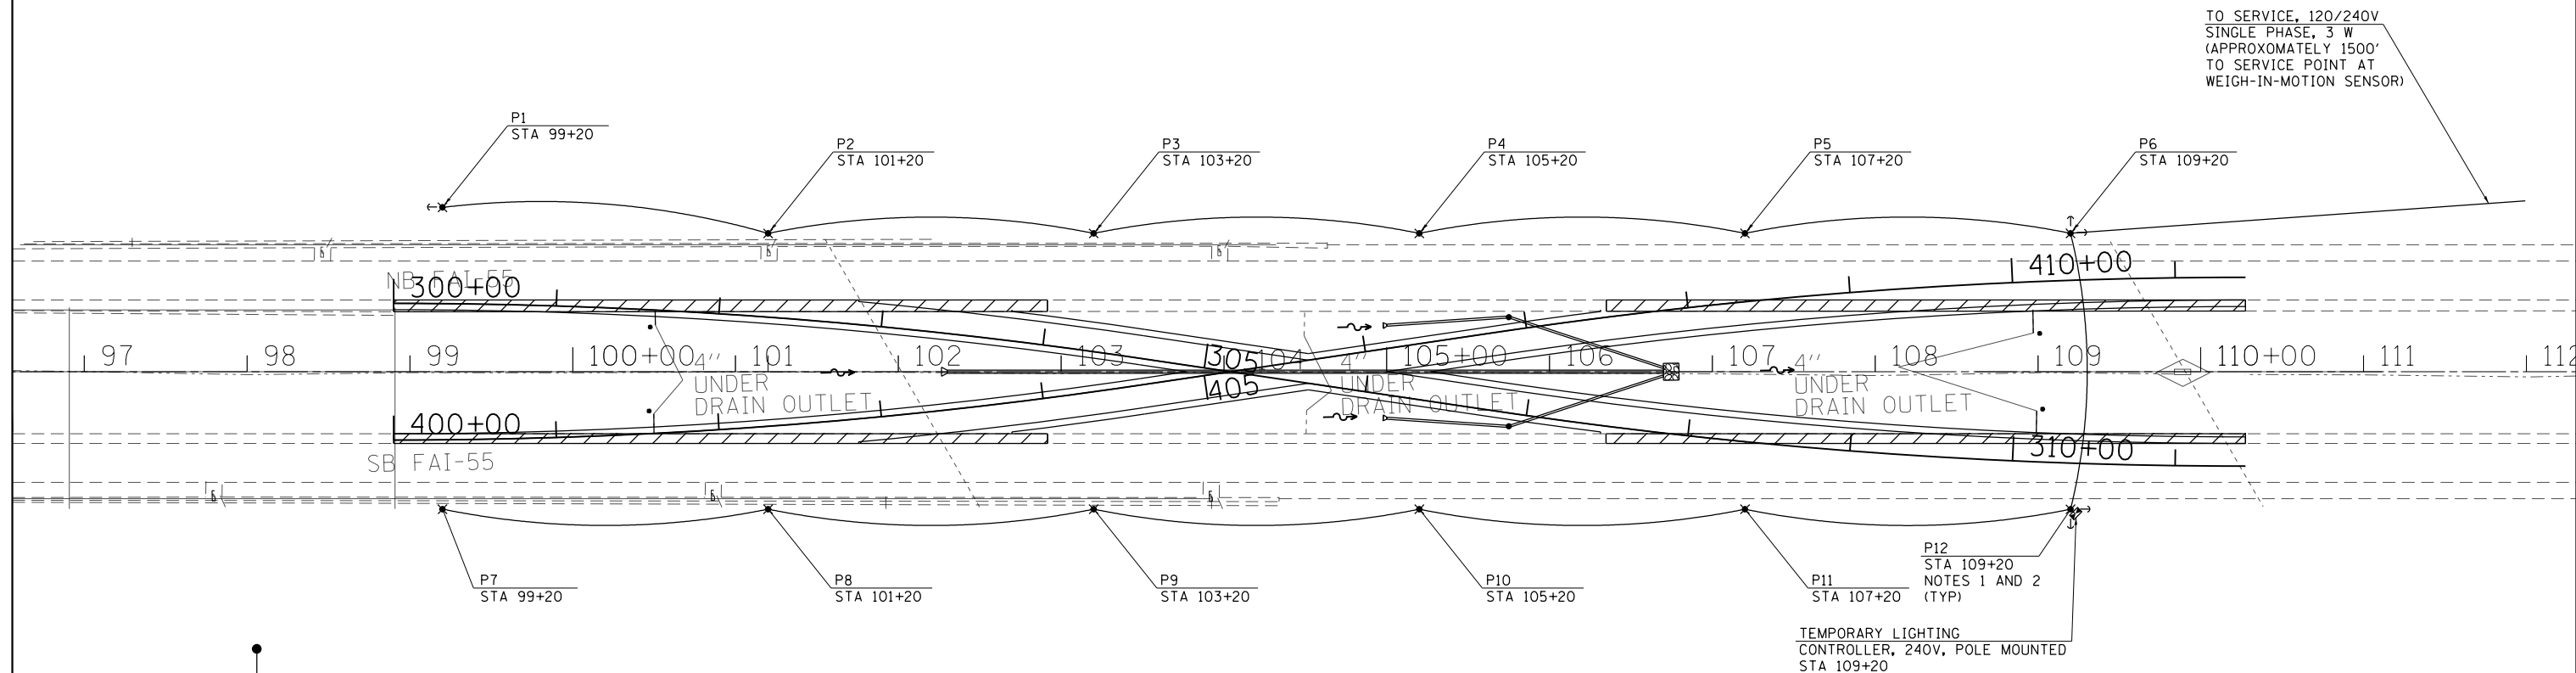 TO SERVICE, 120/240V
SINGLE PHASE, 3 W
(APPROXOMATELY 1500'
TO SERVICE POINT AT
WEIGH-IN-MOTION SENSOR)
P1
STA 99+20
P2
STA 101+20
P3
STA 103+20
P4
STA 105+20
P5
STA 107+20
P6
STA 109+20
NB FAI-55
300+00
410+00
97
98
99
100+00
101
102
103
104
105+00
106
107
108
109
110+00
111
112
305
405
4"
UNDER
DRAIN OUTLET
4"
UNDER
DRAIN OUTLET
4"
UNDER
DRAIN OUTLET
400+00
310+00
SB FAI-55
P7
STA 99+20
P8
STA 101+20
P9
STA 103+20
P10
STA 105+20
P11
STA 107+20
P12
STA 109+20
NOTES 1 AND 2
(TYP)
TEMPORARY LIGHTING
CONTROLLER, 240V, POLE MOUNTED
STA 109+20